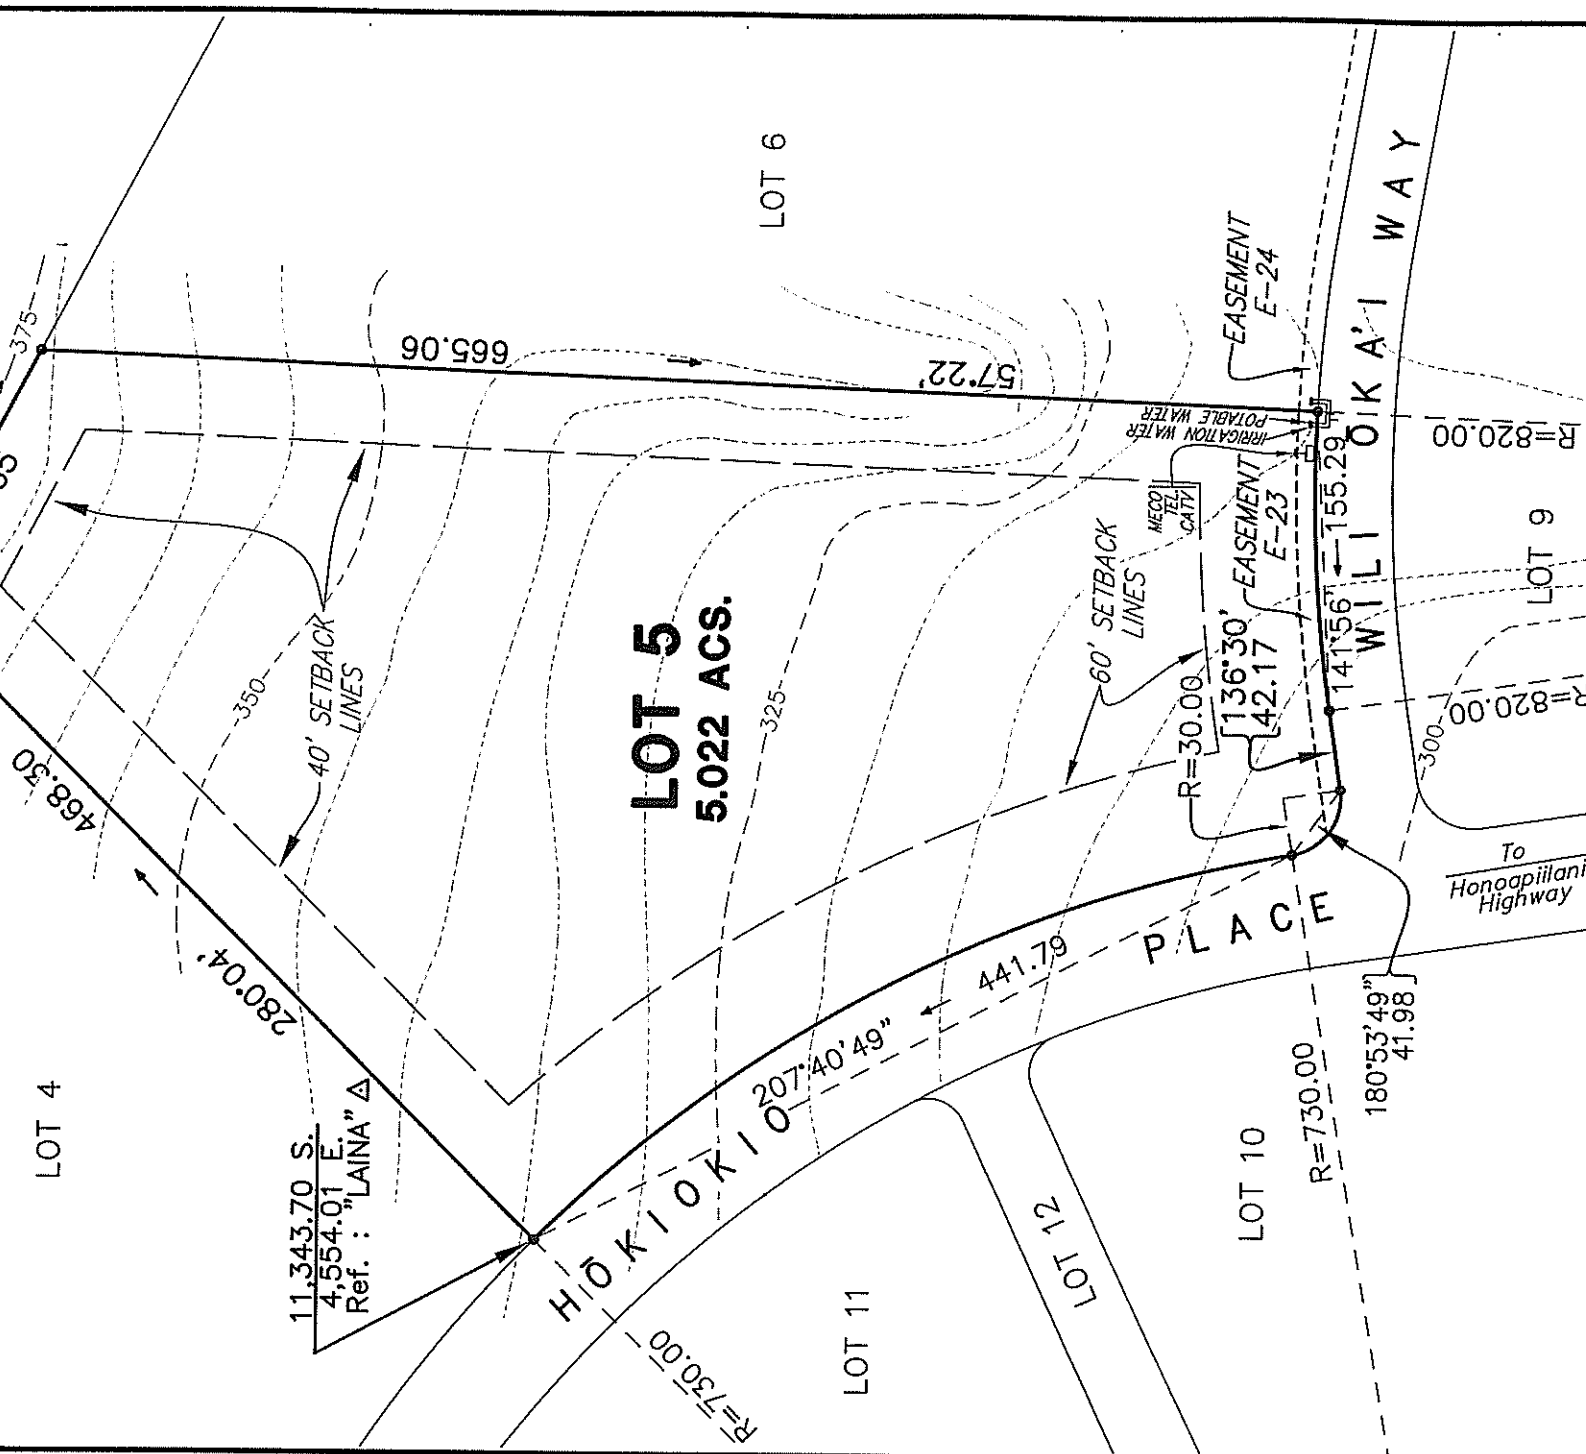 LOT 6
375
665.06
57°22'
EASEMENT
E-24
POTABLE WATER
IRRIGATION WATER
WILI ŌKA'I WAY
R=820.00
155.29
141°56'
EASEMENT
E-23
MECO
TEL
CATV
60' SETBACK
LINES
136°30'
42.17
R=30.00
LOT 9
R=820.00
300
40' SETBACK
LINES
350
LOT 5
5.022 ACS.
325
468.30
280°04'
LOT 4
11,343.70 S.
4,554.01 E.
Ref. : "LAINA"
HŌKIOKIO PLACE
207°40'49"
441.79
To
Honoapiilani
Highway
180°53'49"
41.98
R=730.00
LOT 10
LOT 12
LOT 11
R=730.00